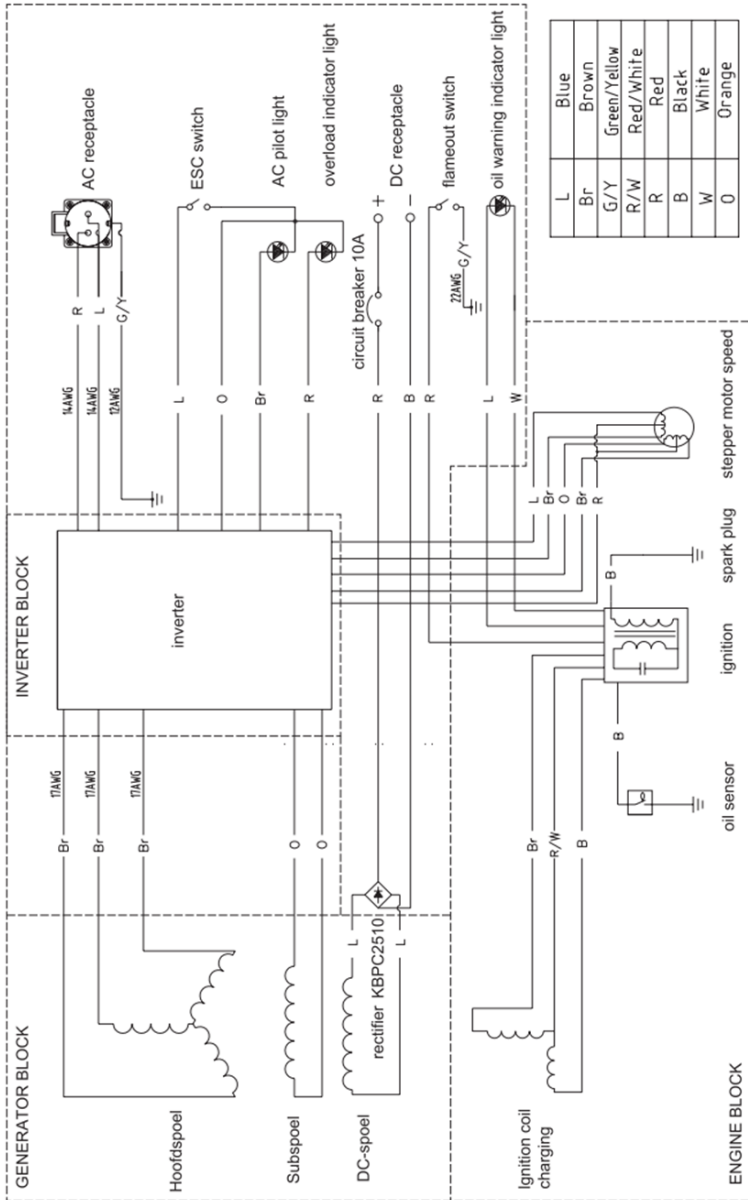 GENERATOR BLOCK
INVERTER BLOCK
ENGINE BLOCK
Hoofdspoel
Subspoel
DC-spoel
Ignition coil
charging
Br
Br
Br
17AWG
17AWG
17AWG
O
O
L
L
rectifier KBPC2510
inverter
R
L
G/Y
14AWG
14AWG
12AWG
AC receptacle
L
O
Br
R
ESC switch
AC pilot light
overload indicator light
R
B
circuit breaker 10A
+
−
DC receptacle
R
22AWG
G/Y
flameout switch
L
W
oil warning indicator light
Br
R/W
B
B
B
L
Br
O
Br
R
oil sensor
ignition
spark plug
stepper motor speed
L Blue
Br Brown
G/Y Green/Yellow
R/W Red/White
R Red
B Black
W White
O Orange